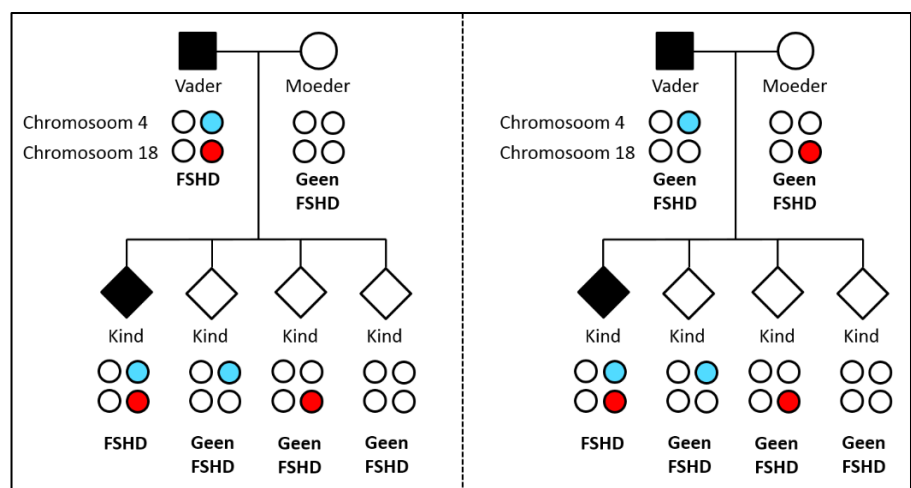 Vader Moeder
Chromosoom 4
Chromosoom 18
FSHD Geen
FSHD
Kind Kind Kind Kind
FSHD Geen Geen Geen
FSHD FSHD FSHD
Vader Moeder
Chromosoom 4
Chromosoom 18
Geen Geen
FSHD FSHD
Kind Kind Kind Kind
FSHD Geen Geen Geen
FSHD FSHD FSHD